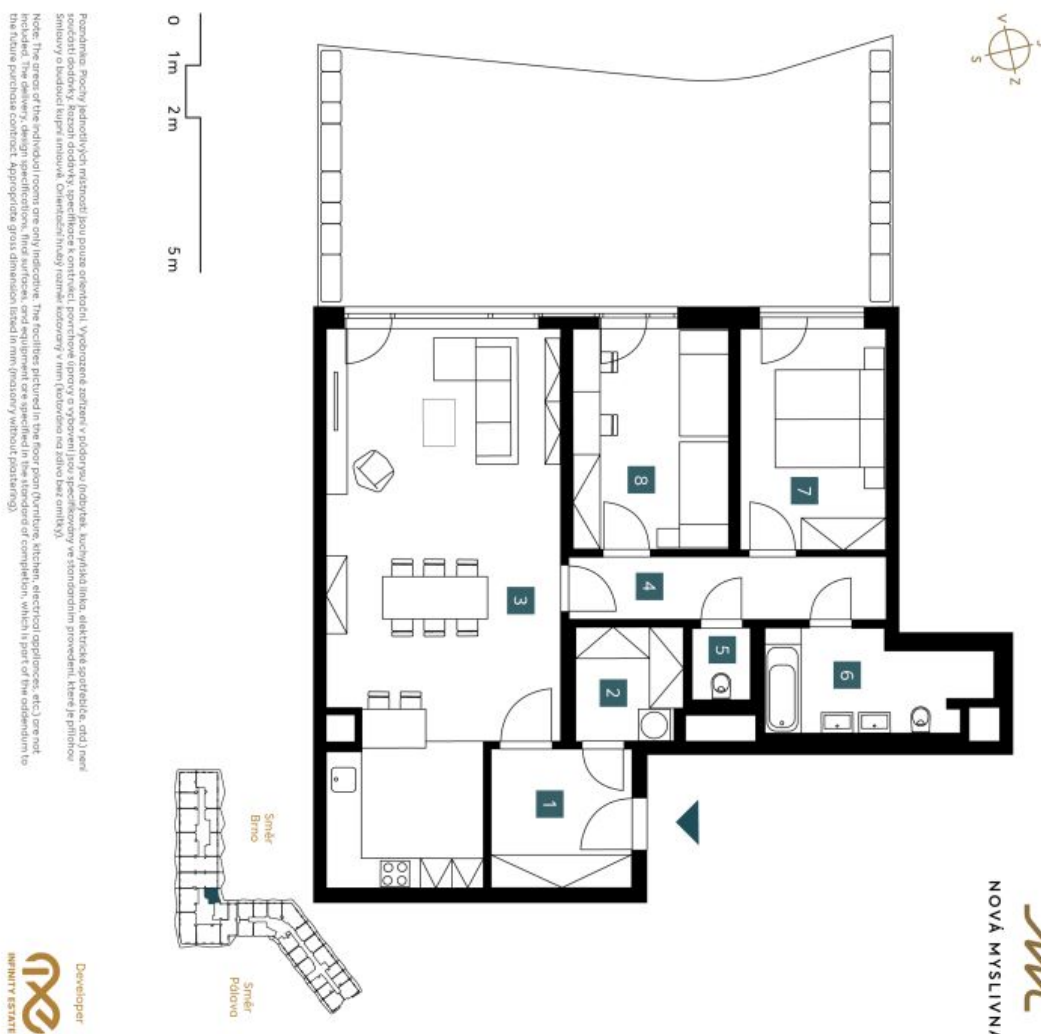 J
V
Z
S
NOVÁ MYSLIVNA
0
1 m
2 m
5 m
1
2
3
4
5
6
7
8
Směr
Brno
Směr
Pálava
Developer
INFINITY ESTATE
Poznámka: Plochy jednotlivých místností jsou pouze orientační. Vyobrazené zařízení v půdorysu (nábytek, kuchyňská linka, elektrické spotřebiče, atd.) není
součástí dodávky. Rozsah dodávky, specifikace k onstrukcí, povrchové úpravy a vybavení jsou specifikovány ve standardním provedení, které je přílohou
Smlouvy o budoucí kupní smlouvě. Orientační hrubý rozměr kótovaný v mm (kótováno na zdivo bez omítky).
Note: The areas of the individual rooms are only indicative. The facilities pictured in the floor plan (furniture, kitchen, electrical appliances, etc.) are not
included. The delivery, design specifications, final surfaces, and equipment are specified in the standard of completion, which is part of the addendum to
the future purchase contract. Appropriate gross dimension listed in mm (masonry without plastering).